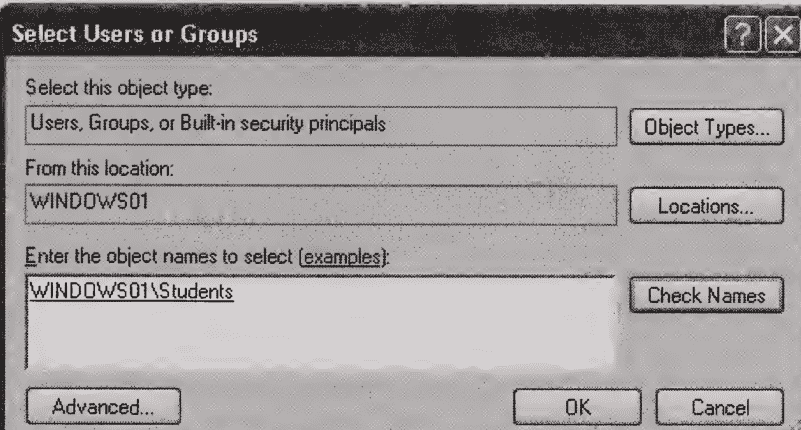 Select Users or Groups
Select this object type:
Users, Groups, or Built-in security principals
Object Types...
From this location:
WINDOWS01
Locations...
Enter the object names to select (examples):
WINDOWS01\Students
Check Names
Advanced...
OK
Cancel